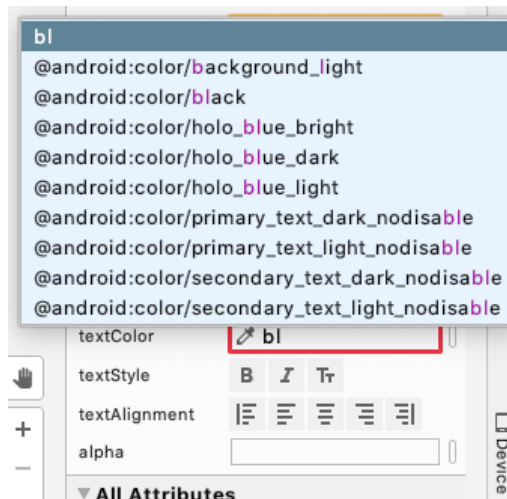 bl
@android:color/background_light
@android:color/black
@android:color/holo_blue_bright
@android:color/holo_blue_dark
@android:color/holo_blue_light
@android:color/primary_text_dark_nodisable
@android:color/primary_text_light_nodisable
@android:color/secondary_text_dark_nodisable
@android:color/secondary_text_light_nodisable
textColor bl
textStyle B I Tт
textAlignment
alpha
All Attributes
Device